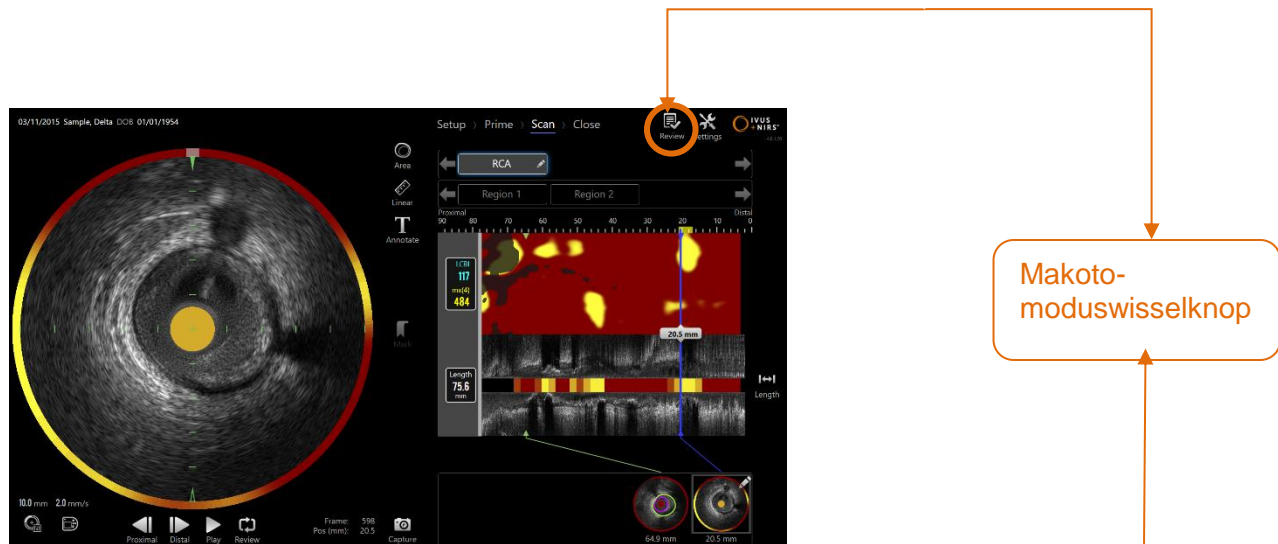 03/11/2015 Sample, Delta DOB 01/01/1954
Setup Prime Scan Close
Review
Settings
IVUS
+NIRS
Area
Linear
Annotate
Mark
RCA
Region 1
Region 2
Proximal
Distal
90 80 70 60 50 40 30 20 10 0
LCBI
117
mx(4)
484
20.5 mm
Length
75.6
mm
Length
10.0 mm 2.0 mm/s
Proximal
Distal
Play
Review
Frame: 598
Pos (mm): 20.5
Capture
64.9 mm
20.5 mm
Makoto-
moduswisselknop